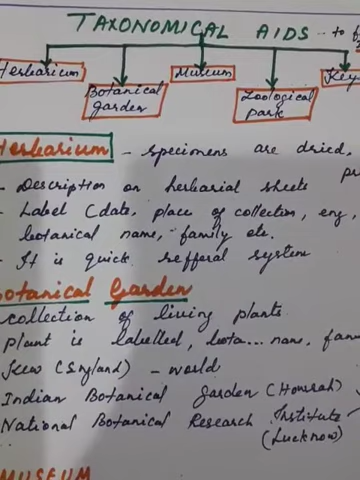 TAXONOMICAL AIDS -- to
Herbarium
Botanical garden
Museum
Zoological park
Key
Herbarium - specimens are dried,
- Description on herbarial sheets
- Label (date, place of collection, eng,
botanical name, family etc.
- It is quick refferal system
Botanical Garden
collection of living plants
plant is labelled, bota... name, fam
Kew (England) - world
Indian Botanical Garden (Howrah)
National Botanical Research Institute
(Lucknow)
MUSEUM